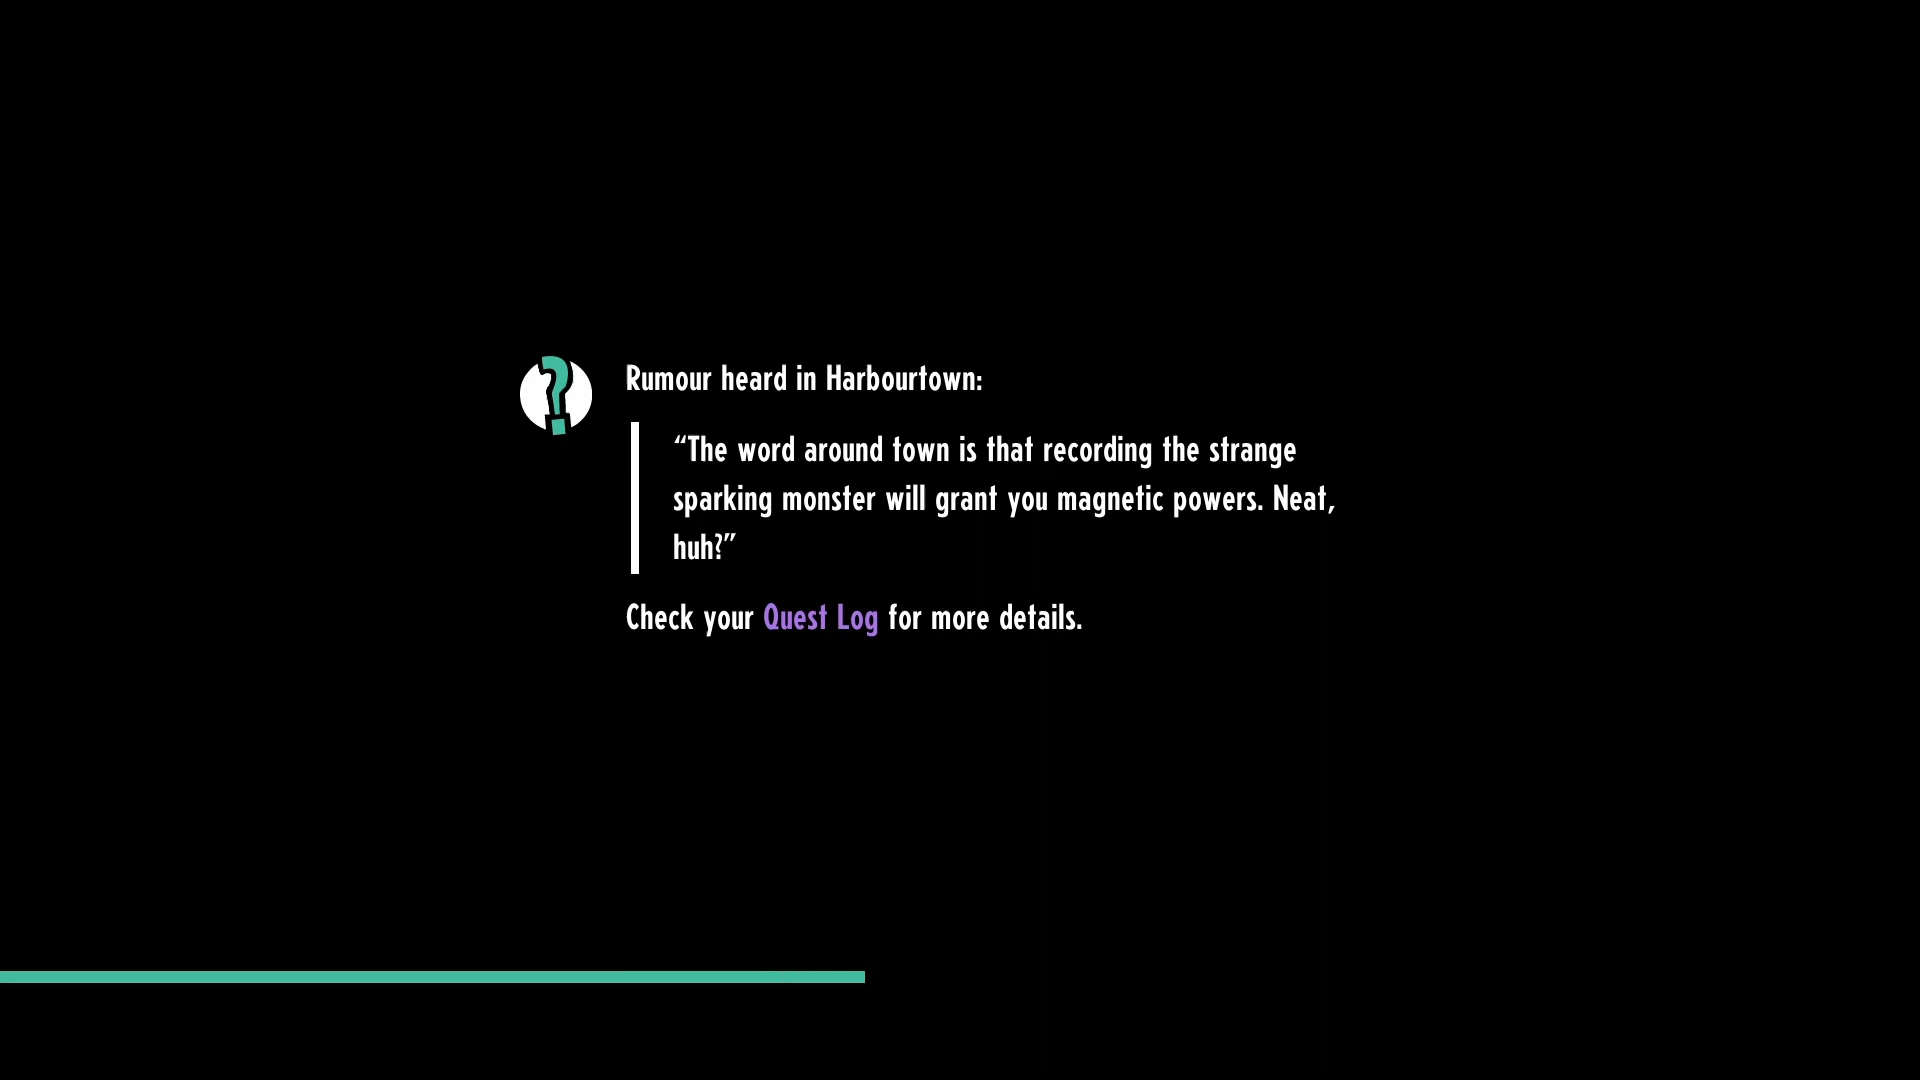 Rumour heard in Harbourtown:
“The word around town is that recording the strange
sparking monster will grant you magnetic powers. Neat,
huh?”
Check your Quest Log for more details.